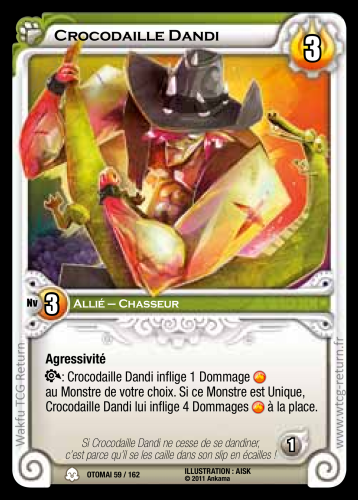 CROCODAILLE DANDI
3
Nv 3 ALLIÉ – CHASSEUR
Agressivité
: Crocodaille Dandi inflige 1 Dommage
au Monstre de votre choix. Si ce Monstre est Unique,
Crocodaille Dandi lui inflige 4 Dommages à la place.
Si Crocodaille Dandi ne cesse de se dandiner,
c'est parce qu'il se les caille dans son slip en écailles !
1
OTOMAI 59 / 162
ILLUSTRATION : AISK
© 2011 Ankama
Wakfu TCG Return
www.wtcg-return.fr